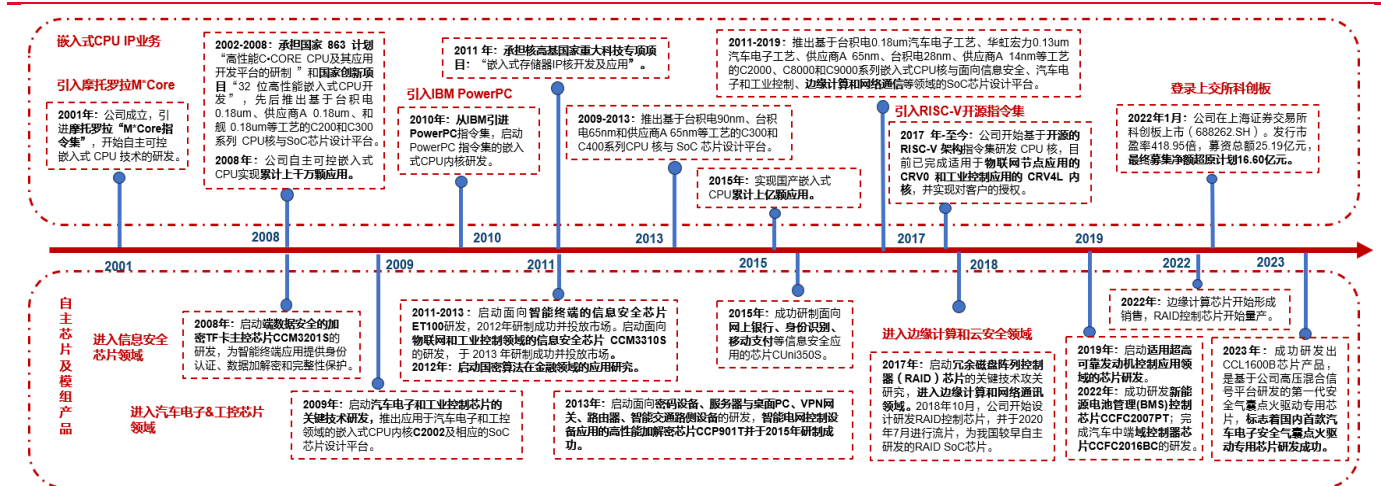 嵌入式CPU IP业务
引入摩托罗拉M*Core
2001年：公司成立，引
进摩托罗拉“M*Core指
令集”，开始自主可控
嵌入式 CPU 技术的研发。
2002-2008：承担国家 863 计划
“高性能C•CORE CPU及其应用
开发平台的研制 ”和国家创新项
目“32 位高性能嵌入式CPU开
发”，先后推出基于台积电
0.18um、供应商A 0.18um、和
舰 0.18um等工艺的C200和C300
系列 CPU核与SoC芯片设计平台。
2008年：公司自主可控嵌入式
CPU实现累计上千万颗应用。
引入IBM PowerPC
2010年：从IBM引进
PowerPC指令集，启动
PowerPC 指令集的嵌
入式CPU内核研发。
2011 年：承担核高基国家重大科技专项项
目：“嵌入式存储器IP核开发及应用”。
2009-2013：推出基于台积电90nm、台积
电65nm和供应商A 65nm等工艺的C300和
C400系列CPU 核与 SoC 芯片设计平台。
2015年：实现国产嵌入式
CPU累计上亿颗应用。
2011-2019：推出基于台积电0.18um汽车电子工艺、华虹宏力0.13um
汽车电子工艺、供应商A 65nm、台积电28nm、供应商A 14nm等工艺
的C2000、C8000和C9000系列嵌入式CPU核与面向信息安全、汽车电
子和工业控制、边缘计算和网络通信等领域的SoC芯片设计平台。
引入RISC-V开源指令集
2017 年-至今：公司开始基于开源的
RISC-V 架构指令集研发 CPU 核，目
前已完成适用于物联网节点应用的
CRV0 和工业控制应用的 CRV4L 内
核，并实现对客户的授权。
登录上交所科创板
2022年1月：公司在上海证券交易所
科创板上市（688262.SH）。发行市
盈率418.95倍，募资总额25.19亿元，
最终募集净额超原计划16.60亿元。
2008
2010
2013
2017
2019
2001
2009
2011
2015
2018
2022
2023
自主芯片及模组产品
进入信息安全
芯片领域
2008年：启动端数据安全的加
密TF卡主控芯片CCM3201S的
研发，为智能终端应用提供身份
认证、数据加解密和完整性保护。
进入汽车电子&工控芯片
领域
2009年：启动汽车电子和工业控制芯片的
关键技术研发，推出应用于汽车电子和工控
领域的嵌入式CPU内核C2002及相应的SoC
芯片设计平台。
2011-2013：启动面向智能终端的信息安全芯片
ET100研发，2012年研制成功并投放市场。启动面向
物联网和工业控制领域的信息安全芯片 CCM3310S
的研发， 于 2013 年研制成功并投放市场。
2012年：启动国密算法在金融领域的应用研究。
2013年：启动面向密码设备、服务器与桌面PC、VPN网
关、路由器、智能交通路侧设备的研发，智能电网控制设
备应用的高性能加解密芯片CCP901T并于2015年研制成
功。
2015年：成功研制面向
网上银行、身份识别、
移动支付等信息安全应
用的芯片CUni350S。
进入边缘计算和云安全领域
2017年：启动冗余磁盘阵列控制
器（RAID）芯片的关键技术攻关
研究，进入边缘计算和网络通讯
领域。2018年10月，公司开始设
计研发RAID控制芯片，并于2020
年7月进行流片，为我国较早自主
研发的RAID SoC芯片。
2022年：边缘计算芯片开始形成
销售，RAID控制芯片开始量产。
2019年：启动适用超高
可靠发动机控制应用领
域的芯片研发。
2022年：成功研发新能
源电池管理(BMS)控制
芯片CCFC2007PT；完
成汽车中端域控制器芯
片CCFC2016BC的研发。
2023年：成功研发出
CCL1600B芯片产品，
是基于公司高压混合信
号平台研发的第一代安全
气囊点火驱动专用芯
片，标志着国内首款汽
车电子安全气囊点火驱
动专用芯片研发成功。